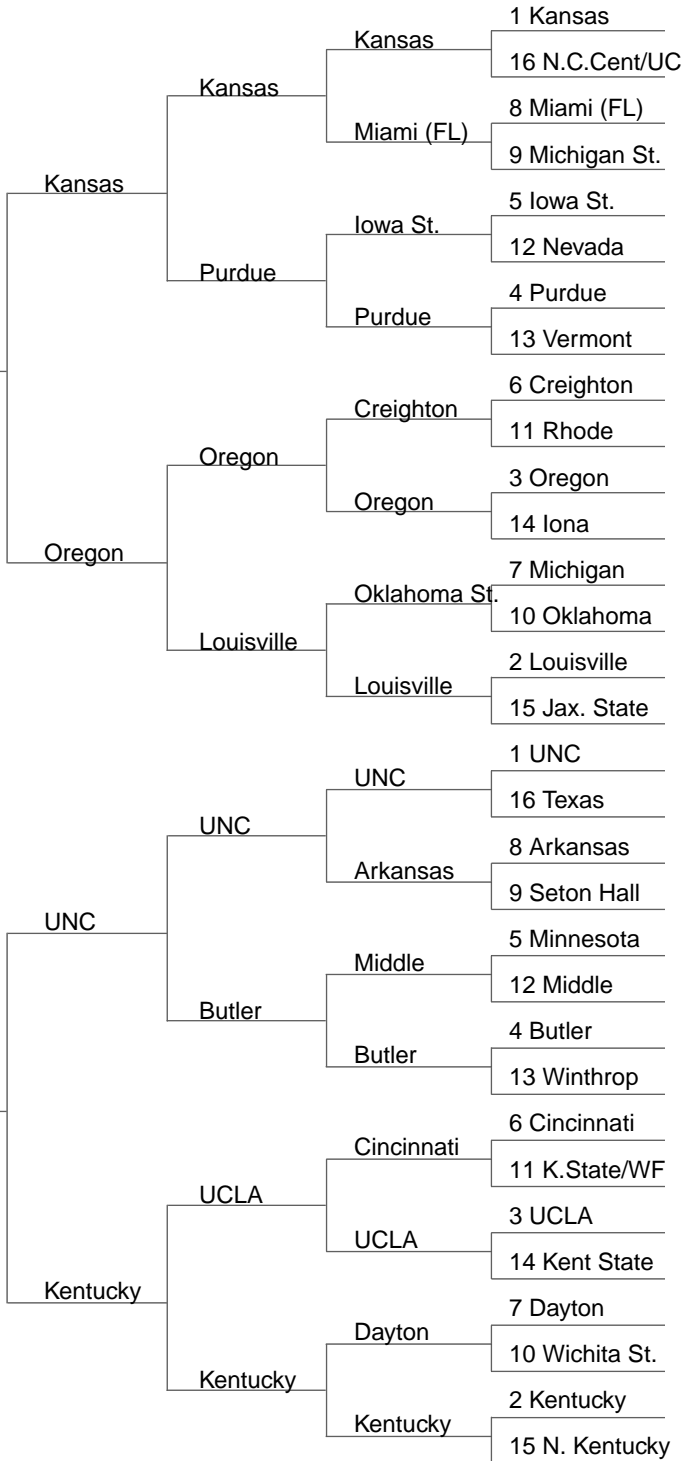 1 Kansas
Kansas
16 N.C.Cent/UC
Kansas
8 Miami (FL)
Miami (FL)
9 Michigan St.
Kansas
5 Iowa St.
Iowa St.
12 Nevada
Purdue
4 Purdue
Purdue
13 Vermont
6 Creighton
Creighton
11 Rhode
Oregon
3 Oregon
Oregon
14 Iona
Oregon
7 Michigan
Oklahoma St.
10 Oklahoma
Louisville
2 Louisville
Louisville
15 Jax. State
1 UNC
UNC
16 Texas
UNC
8 Arkansas
Arkansas
9 Seton Hall
UNC
5 Minnesota
Middle
12 Middle
Butler
4 Butler
Butler
13 Winthrop
6 Cincinnati
Cincinnati
11 K.State/WF
UCLA
3 UCLA
UCLA
14 Kent State
Kentucky
7 Dayton
Dayton
10 Wichita St.
Kentucky
2 Kentucky
Kentucky
15 N. Kentucky